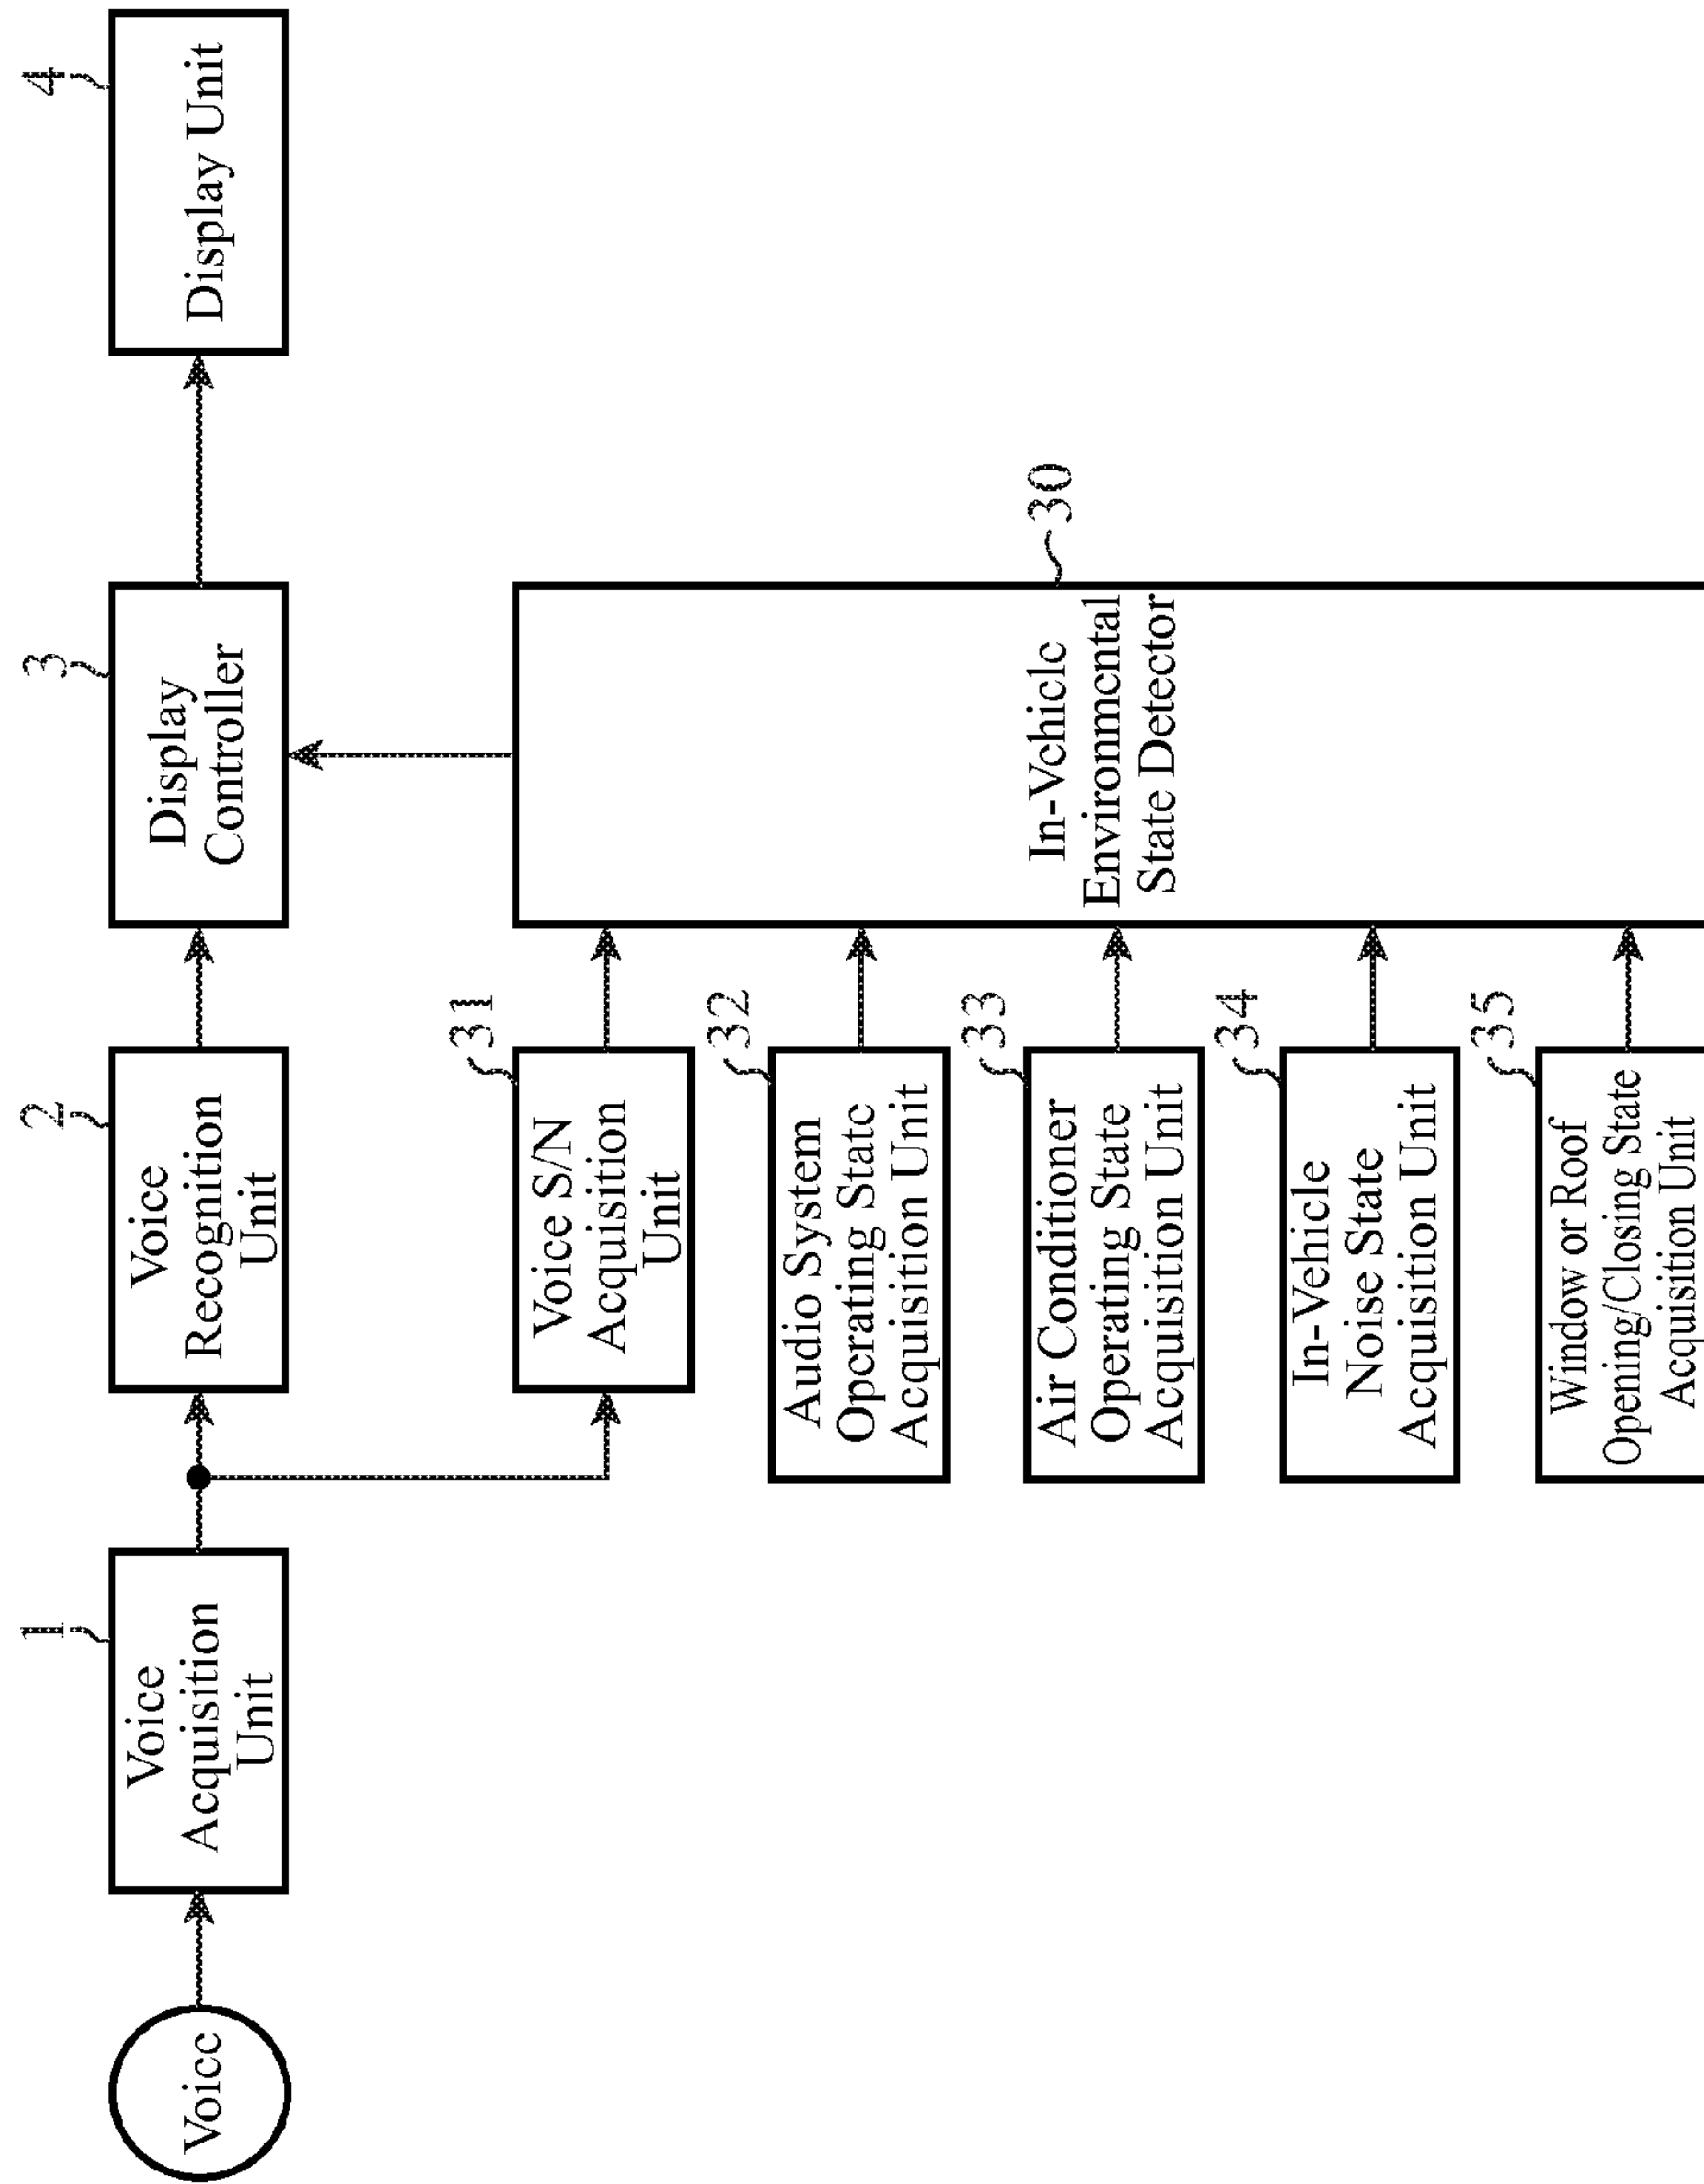 1
2
3
4
Voice
Voice
Acquisition
Unit
Voice
Recognition
Unit
Display
Controller
Display Unit
31
Voice S/N
Acquisition
Unit
32
Audio System
Operating State
Acquisition Unit
33
Air Conditioner
Operating State
Acquisition Unit
34
In-Vehicle
Noise State
Acquisition Unit
35
Window or Roof
Opening/Closing State
Acquisition Unit
In-Vehicle
Environmental
State Detector
30